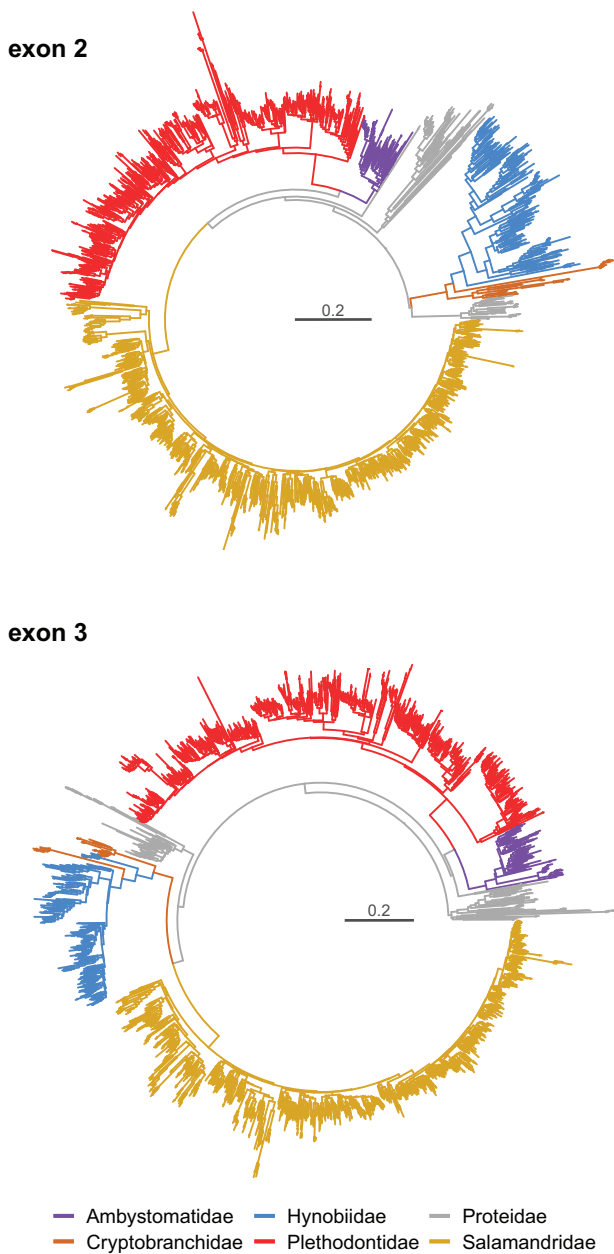 exon 2
0.2
exon 3
0.2
Ambystomatidae Hynobiidae Proteidae
Cryptobranchidae Plethodontidae Salamandridae